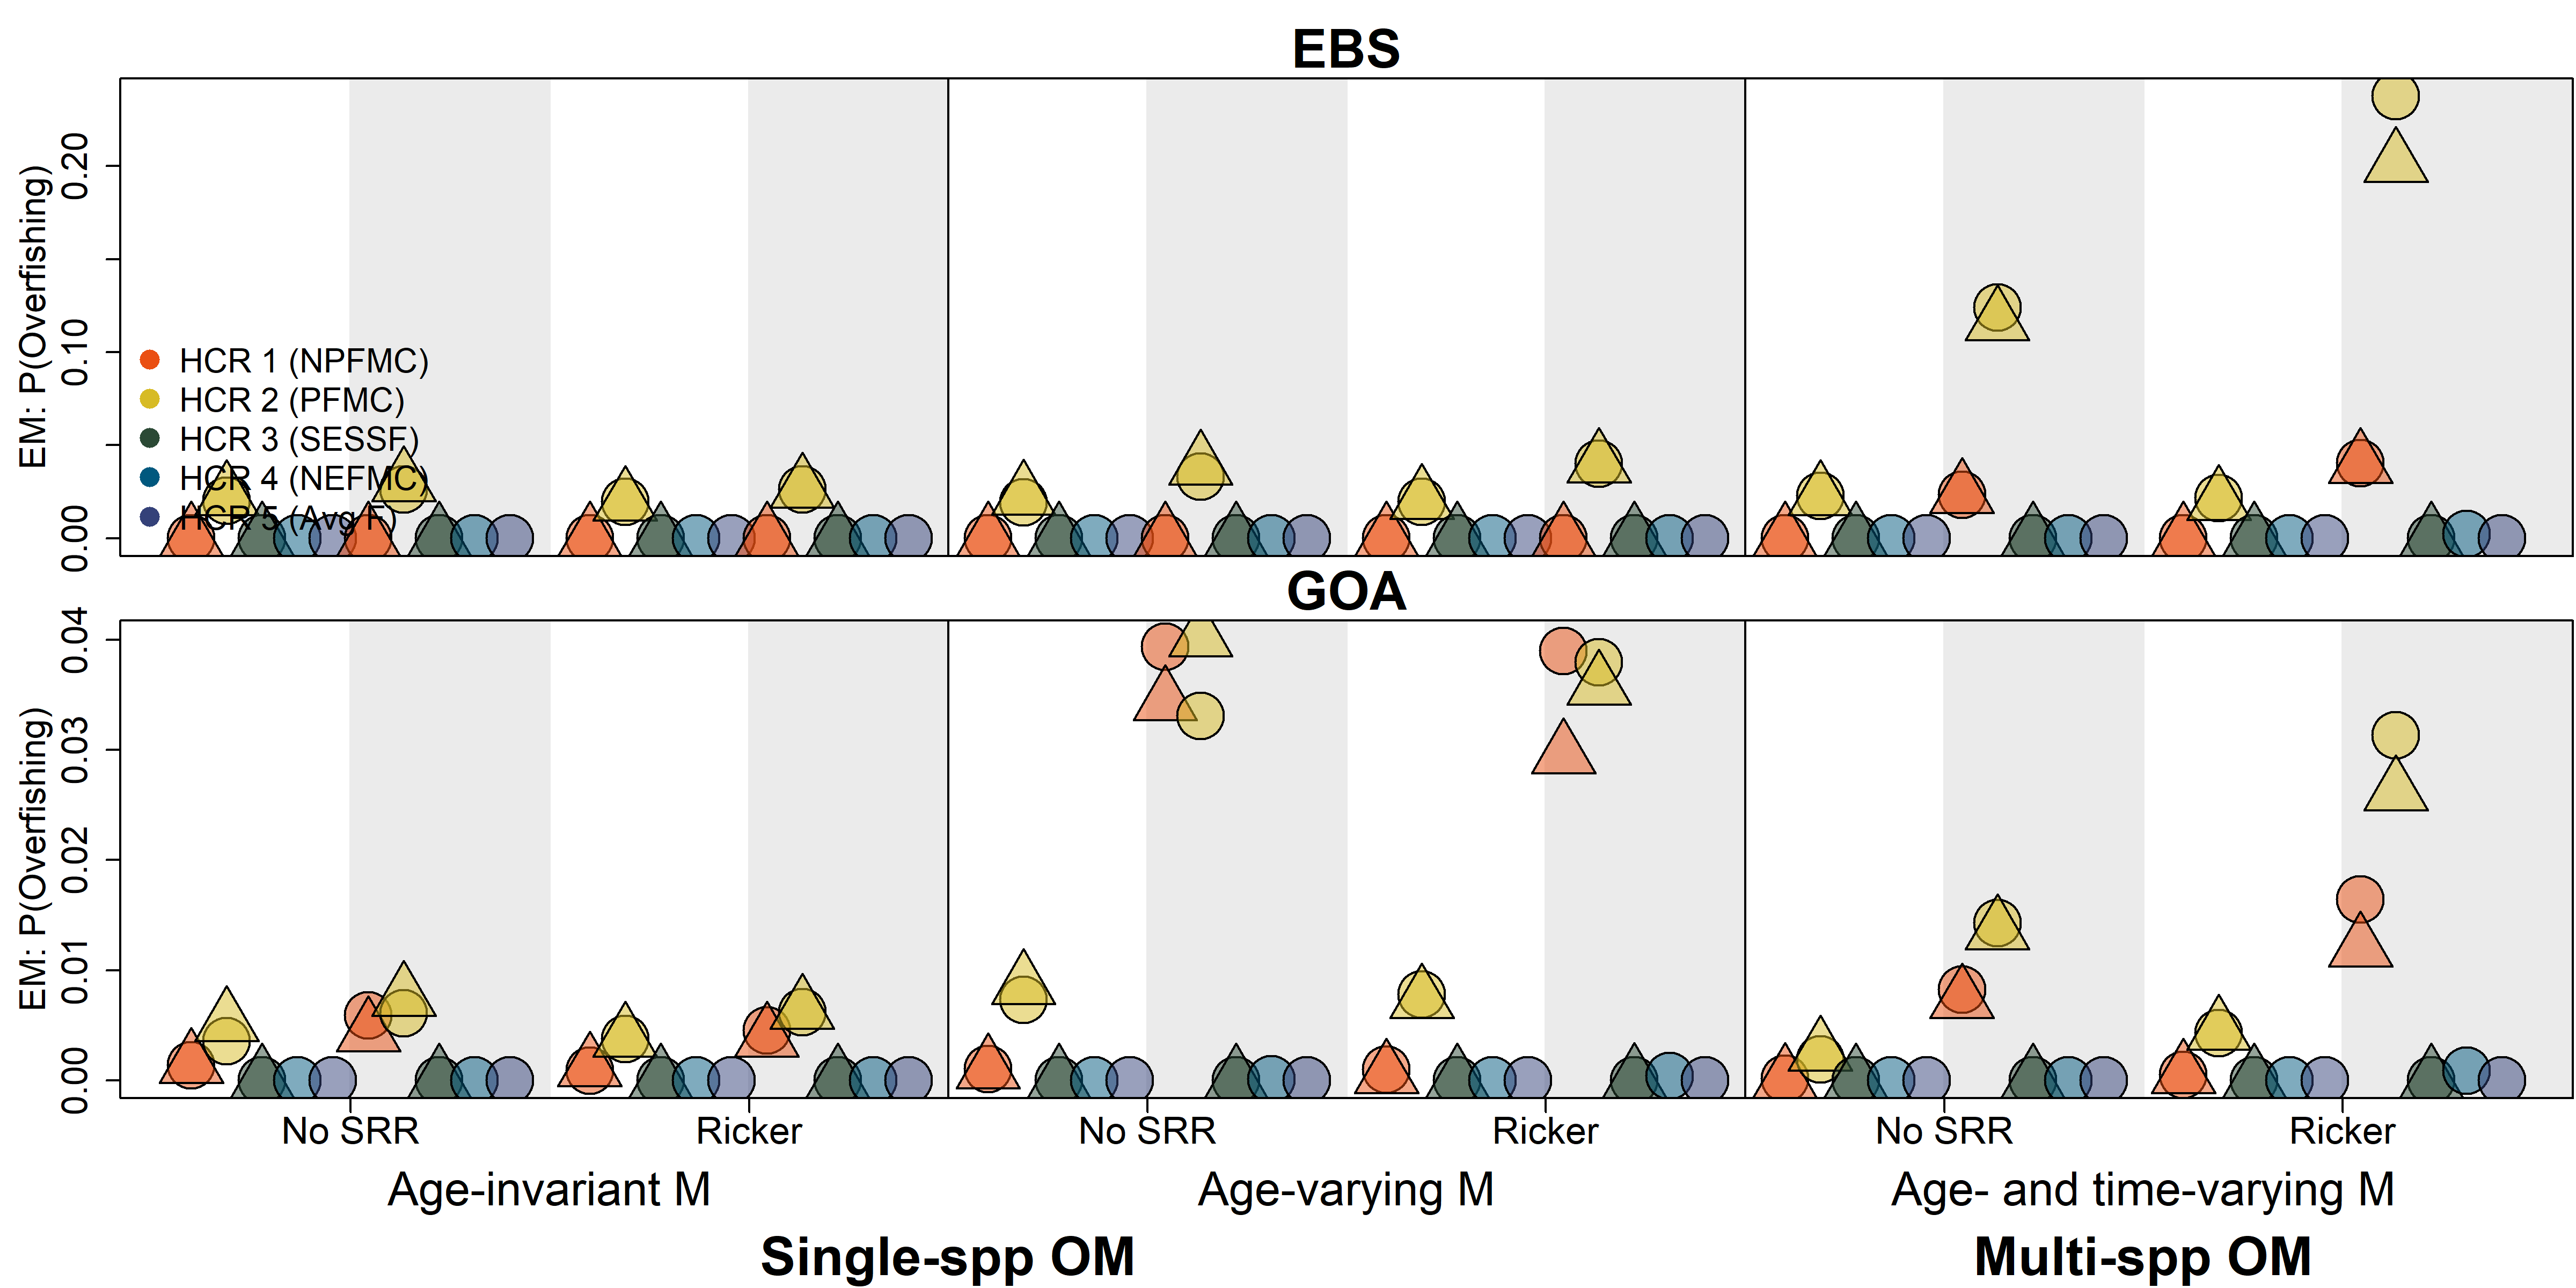 EBS
EM: P(Overfishing)
0.20
0.10
0.00
HCR 1 (NPFMC)
HCR 2 (PFMC)
HCR 3 (SESSF)
HCR 4 (NEFMC)
HCR 5 (Avg F)
GOA
EM: P(Overfishing)
0.04
0.03
0.02
0.01
0.00
No SRR Ricker No SRR Ricker No SRR Ricker
Age-invariant M Age-varying M Age- and time-varying M
Single-spp OM Multi-spp OM